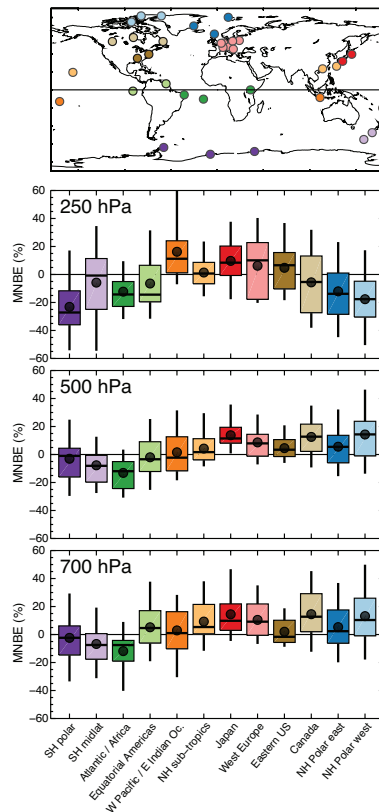 250 hPa
MNBE (%)
60
40
20
0
−20
−40
−60
500 hPa
MNBE (%)
60
40
20
0
−20
−40
−60
700 hPa
MNBE (%)
60
40
20
0
−20
−40
−60
SH polar
SH midlat
Atlantic / Africa
Equatorial Americas
W Pacific / E Indian Oc.
NH sub−tropics
Japan
West Europe
Eastern US
Canada
NH Polar east
NH Polar west